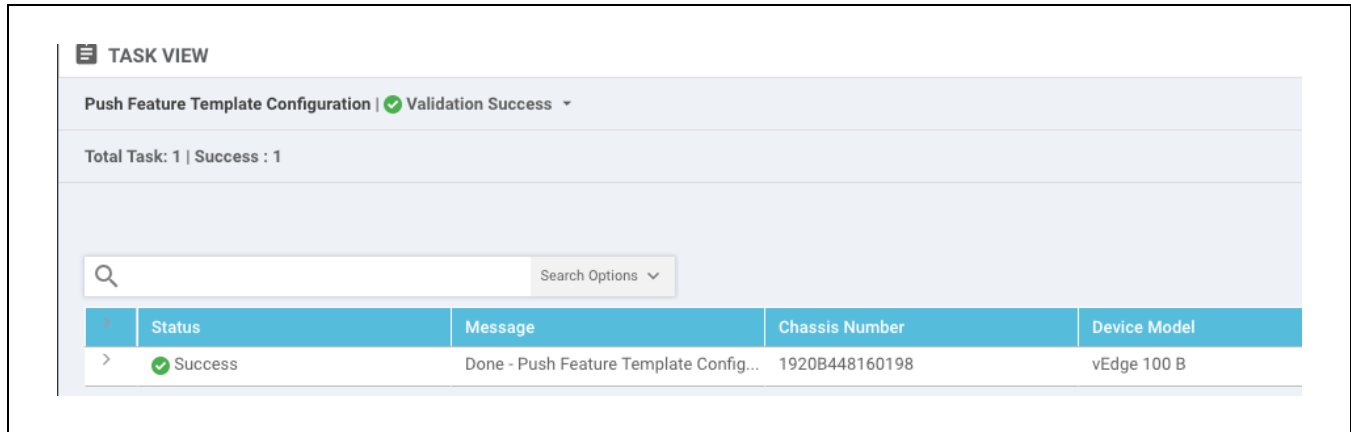 TASK VIEW
Push Feature Template Configuration | Validation Success
Total Task: 1 | Success : 1
Search Options
Status Message Chassis Number Device Model
Success Done - Push Feature Template Config... 1920B448160198 vEdge 100 B